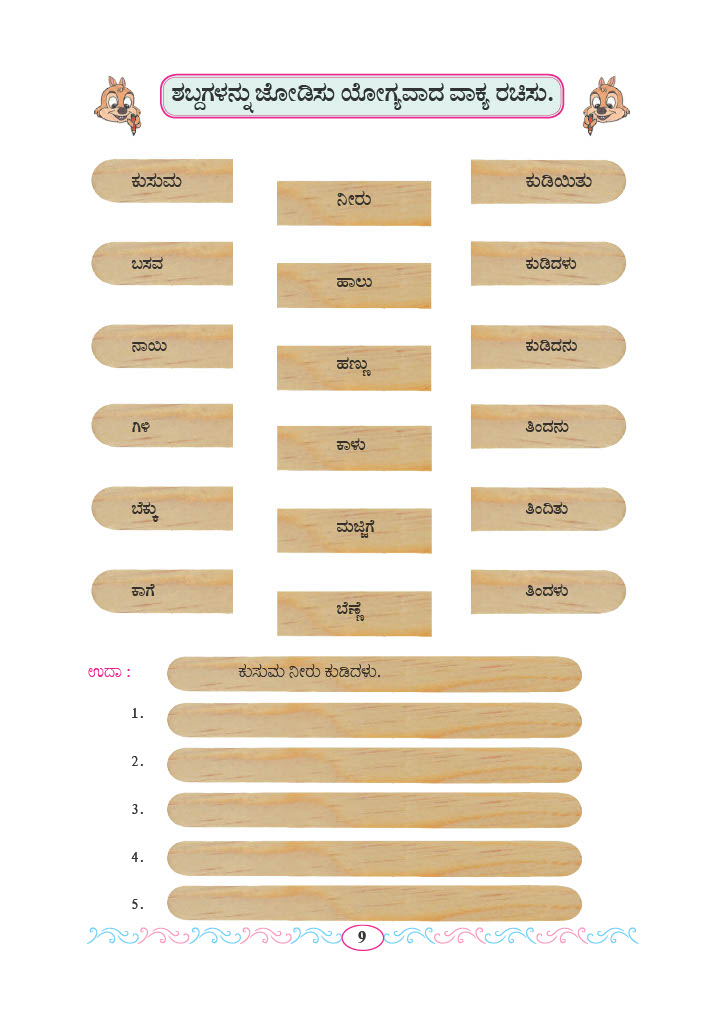 ಶಬ್ದಗಳನ್ನು ಜೋಡಿಸು ಯೋಗ್ಯವಾದ ವಾಕ್ಯ ರಚಿಸು.
ಕುಸುಮ ನೀರು ಕುಡಿಯಿತು
ಬಸವ ಹಾಲು ಕುಡಿದಳು
ನಾಯಿ ಹಣ್ಣು ಕುಡಿದನು
ಗಿಳಿ ಕಾಳು ತಿಂದನು
ಬೆಕ್ಕು ಮಜ್ಜಿಗೆ ತಿಂದಿತು
ಕಾಗೆ ಬೆಣ್ಣೆ ತಿಂದಳು
ಉದಾ : ಕುಸುಮ ನೀರು ಕುಡಿದಳು.
1.
2.
3.
4.
5.
9